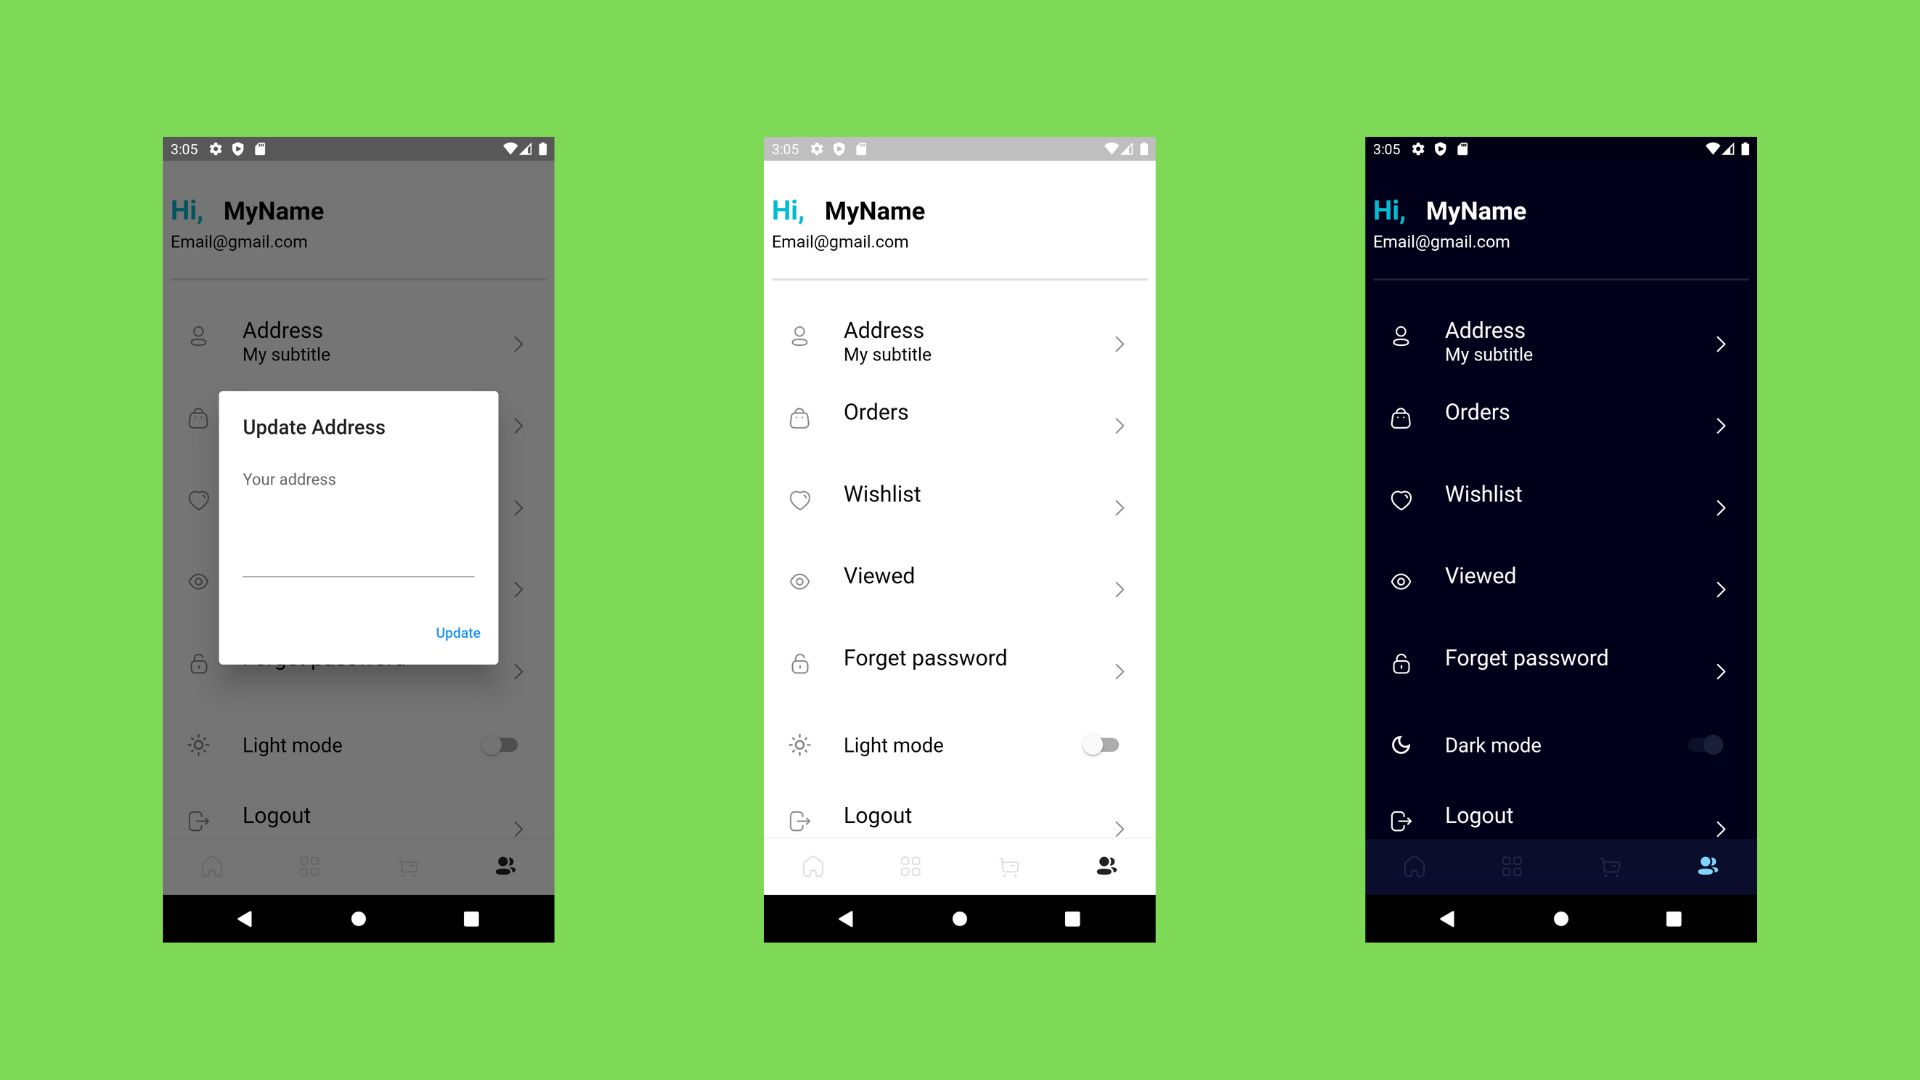 3:05
Hi, MyName
Email@gmail.com
Address
My subtitle
Update Address
Your address
Update
Forget password
Light mode
Logout
3:05
Hi, MyName
Email@gmail.com
Address
My subtitle
Orders
Wishlist
Viewed
Forget password
Light mode
Logout
3:05
Hi, MyName
Email@gmail.com
Address
My subtitle
Orders
Wishlist
Viewed
Forget password
Dark mode
Logout